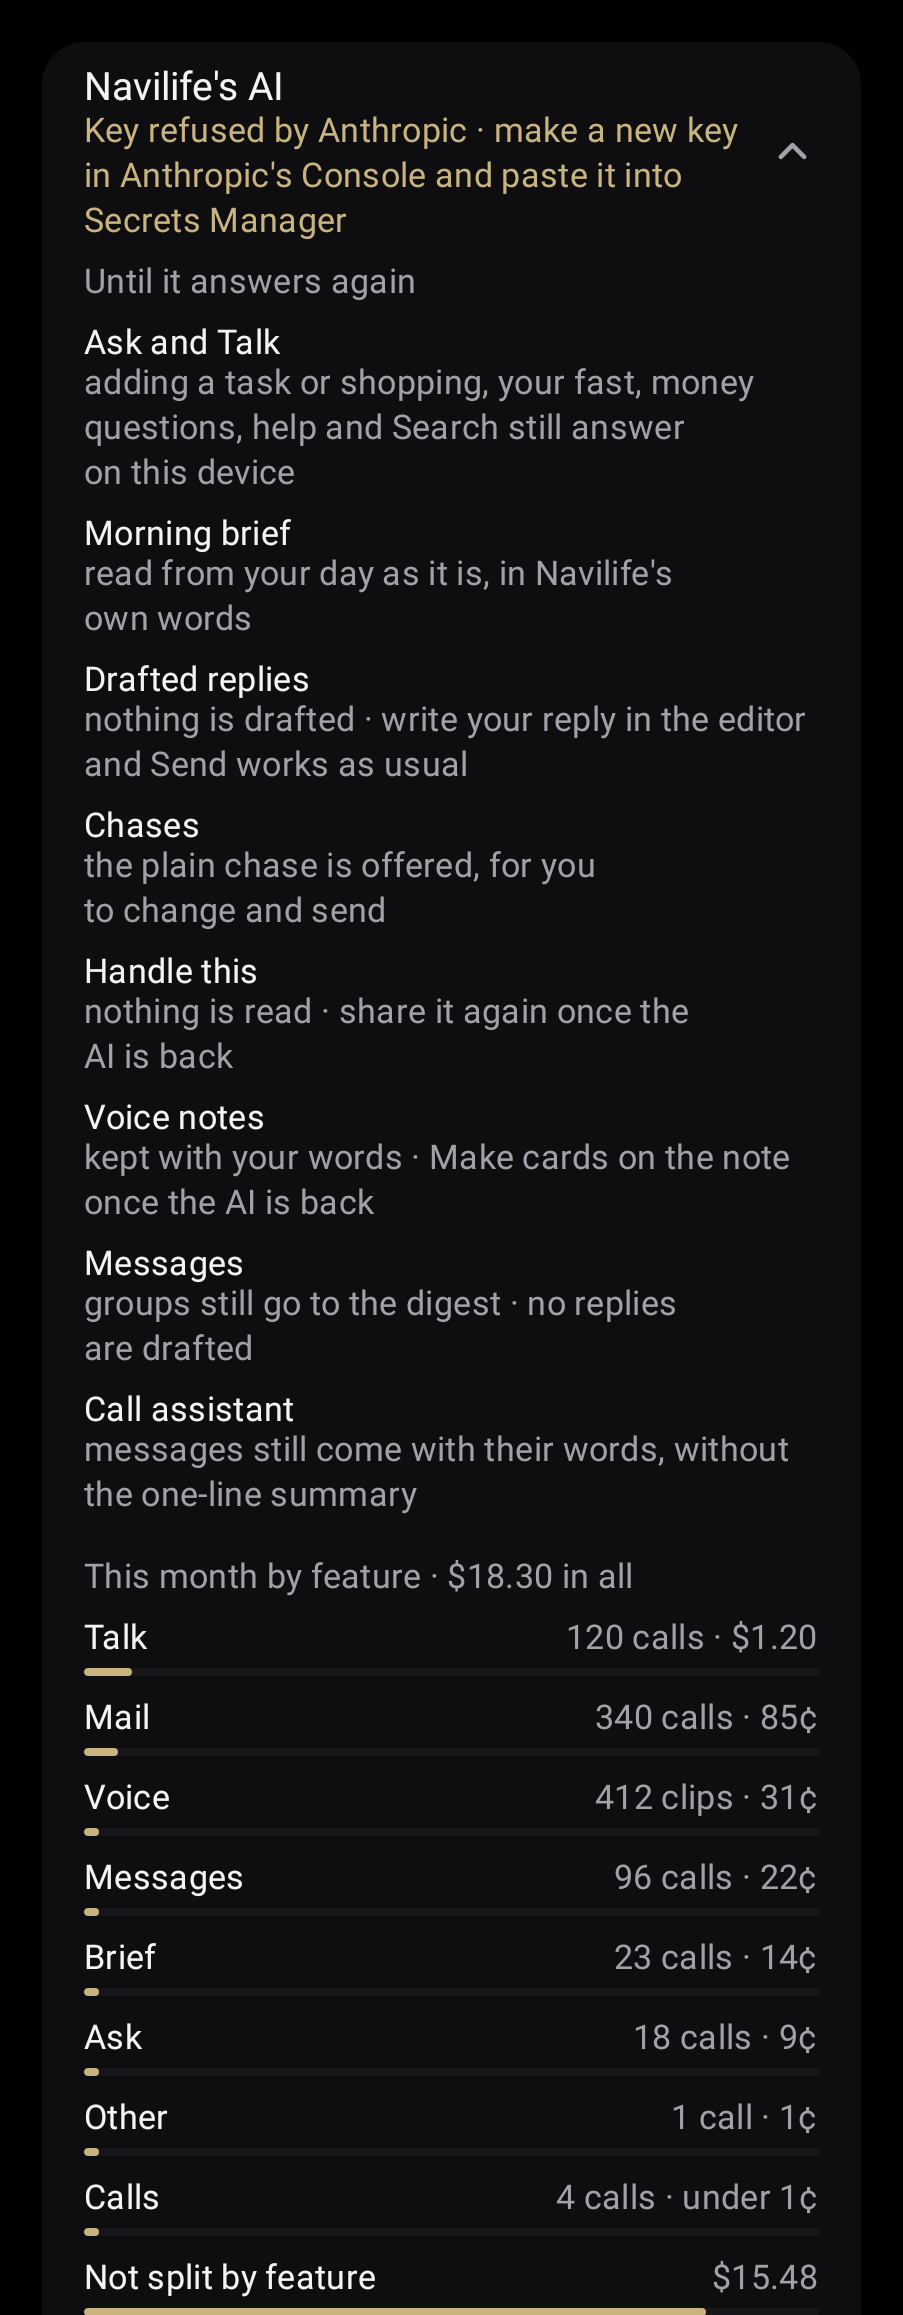 Navilife's AI
Key refused by Anthropic · make a new key
in Anthropic's Console and paste it into
Secrets Manager
Until it answers again
Ask and Talk
adding a task or shopping, your fast, money
questions, help and Search still answer
on this device
Morning brief
read from your day as it is, in Navilife's
own words
Drafted replies
nothing is drafted · write your reply in the editor
and Send works as usual
Chases
the plain chase is offered, for you
to change and send
Handle this
nothing is read · share it again once the
AI is back
Voice notes
kept with your words · Make cards on the note
once the AI is back
Messages
groups still go to the digest · no replies
are drafted
Call assistant
messages still come with their words, without
the one-line summary
This month by feature · $18.30 in all
Talk 120 calls · $1.20
Mail 340 calls · 85¢
Voice 412 clips · 31¢
Messages 96 calls · 22¢
Brief 23 calls · 14¢
Ask 18 calls · 9¢
Other 1 call · 1¢
Calls 4 calls · under 1¢
Not split by feature $15.48